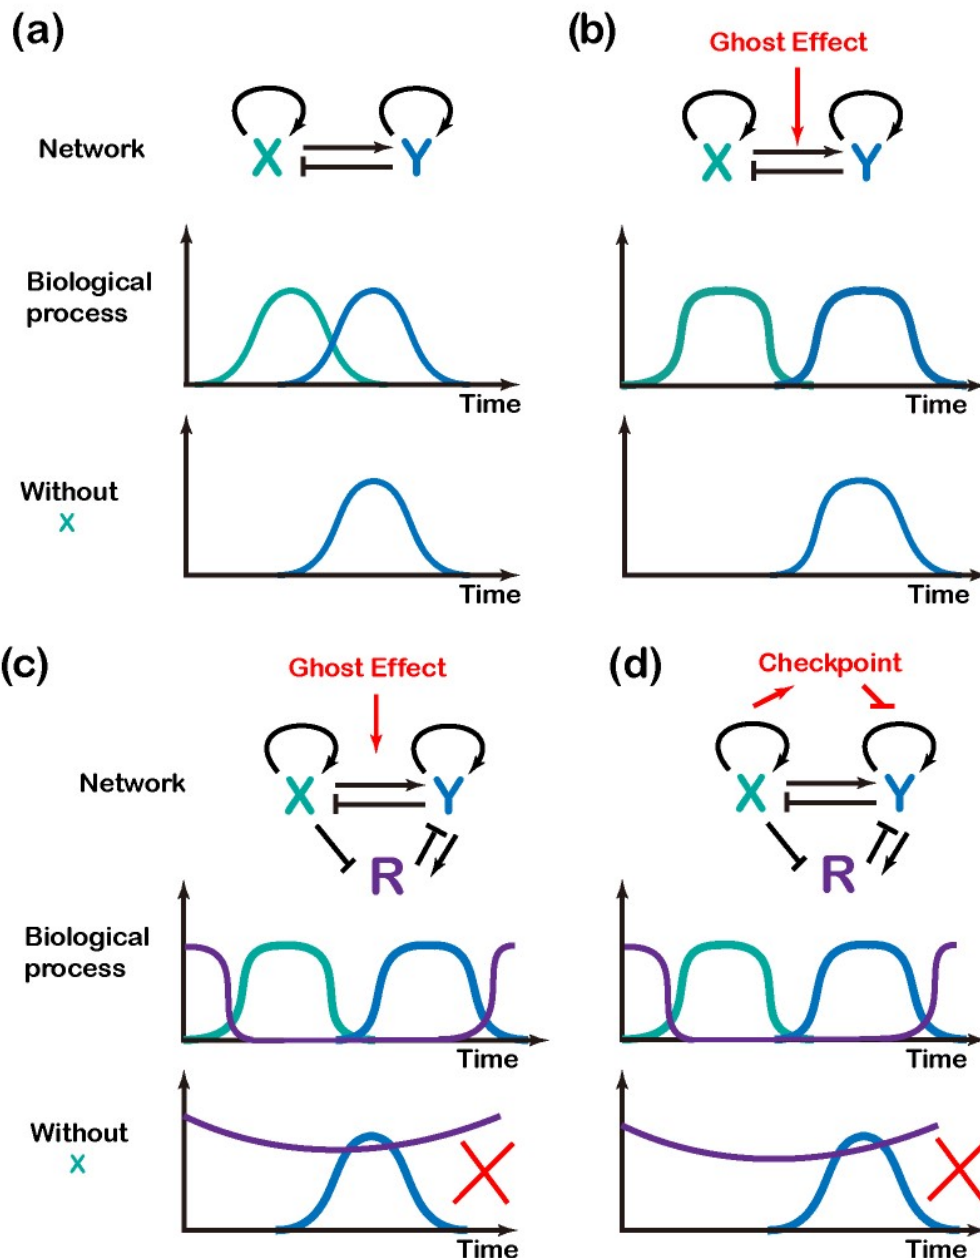 (a)
Network
X
Y
Biological
process
Time
Without
X
Time
(b)
Ghost Effect
X
Y
Time
Time
(c)
Ghost Effect
Network
X
Y
R
Biological
process
Time
Without
X
Time
(d)
Checkpoint
X
Y
R
Time
Time